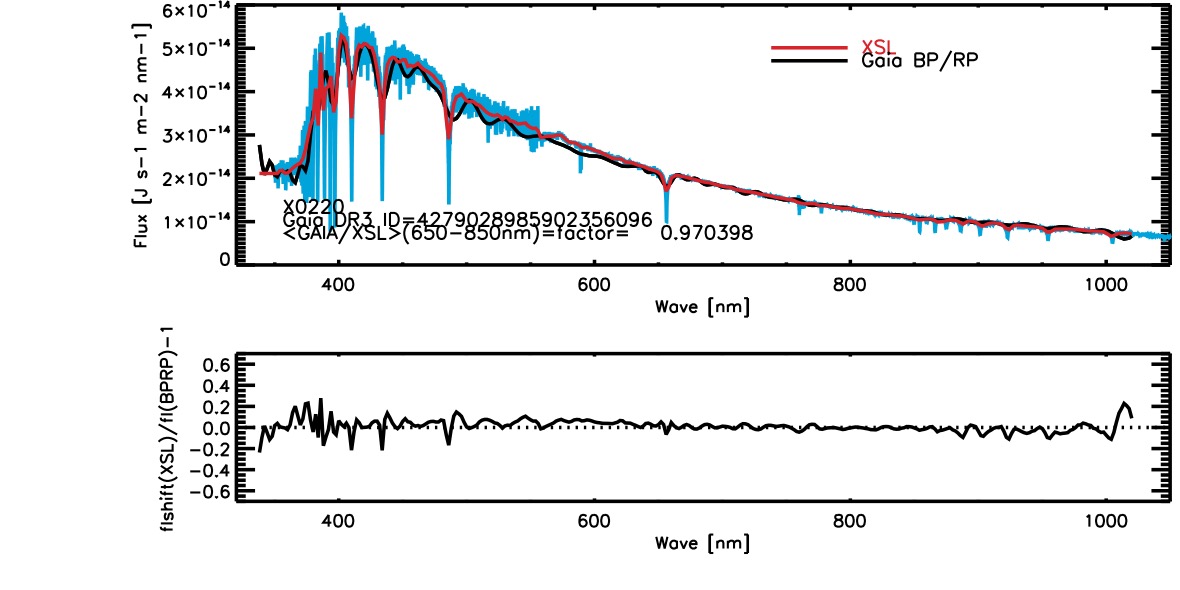 6×10⁻¹⁴
5×10⁻¹⁴
4×10⁻¹⁴
3×10⁻¹⁴
2×10⁻¹⁴
1×10⁻¹⁴
0
Flux [J s−1 m−2 nm−1]
XSL
Gaia BP/RP
X0220
Gaia DR3 ID=4279028985902356096
<GAIA/XSL>(650−850nm)=factor= 0.970398
400 600 800 1000
Wave [nm]
0.6
0.4
0.2
0.0
−0.2
−0.4
−0.6
flshift(XSL)/fl(BPRP)−1
400 600 800 1000
Wave [nm]